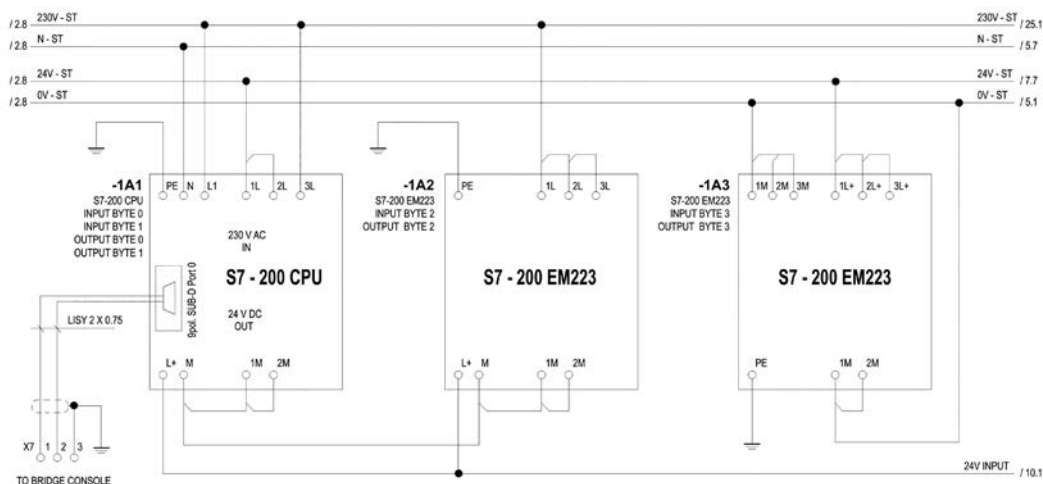 / 2.8 230V - ST 230V - ST / 25.1
/ 2.8 N - ST N - ST / 5.7
/ 2.8 24V - ST 24V - ST / 7.7
/ 2.8 0V - ST 0V - ST / 5.1
-1A1
S7-200 CPU
INPUT BYTE 0
INPUT BYTE 1
OUTPUT BYTE 0
OUTPUT BYTE 1
PE N L1 1L 2L 3L
230 V AC
IN
S7 - 200 CPU
24 V DC
OUT
9pol. SUB-D Port 0
L+ M 1M 2M
LISY 2 X 0.75
X7 1 2 3
TO BRIDGE CONSOLE
-1A2
S7-200 EM223
INPUT BYTE 2
OUTPUT BYTE 2
PE 1L 2L 3L
S7 - 200 EM223
L+ M 1M 2M
-1A3
S7-200 EM223
INPUT BYTE 3
OUTPUT BYTE 3
1M 2M 3M 1L+ 2L+ 3L+
S7 - 200 EM223
PE 1M 2M
24V INPUT / 10.1